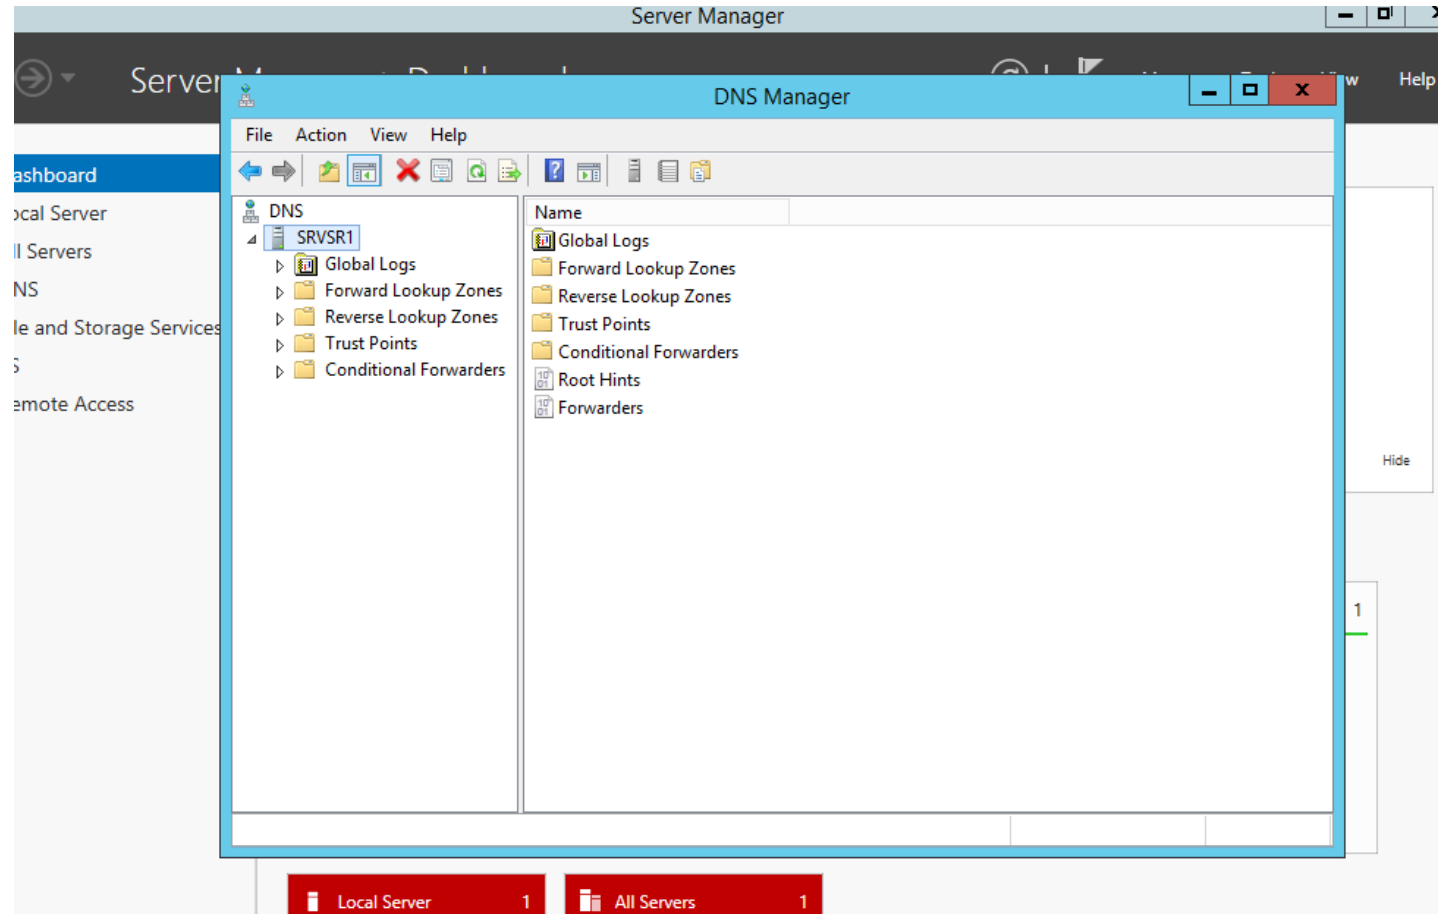 Server Manager
Server
Help
DNS Manager
File Action View Help
ashboard
ocal Server
ll Servers
NS
le and Storage Services
S
emote Access
DNS
SRVSR1
Global Logs
Forward Lookup Zones
Reverse Lookup Zones
Trust Points
Conditional Forwarders
Name
Global Logs
Forward Lookup Zones
Reverse Lookup Zones
Trust Points
Conditional Forwarders
Root Hints
Forwarders
Hide
1
Local Server 1
All Servers 1